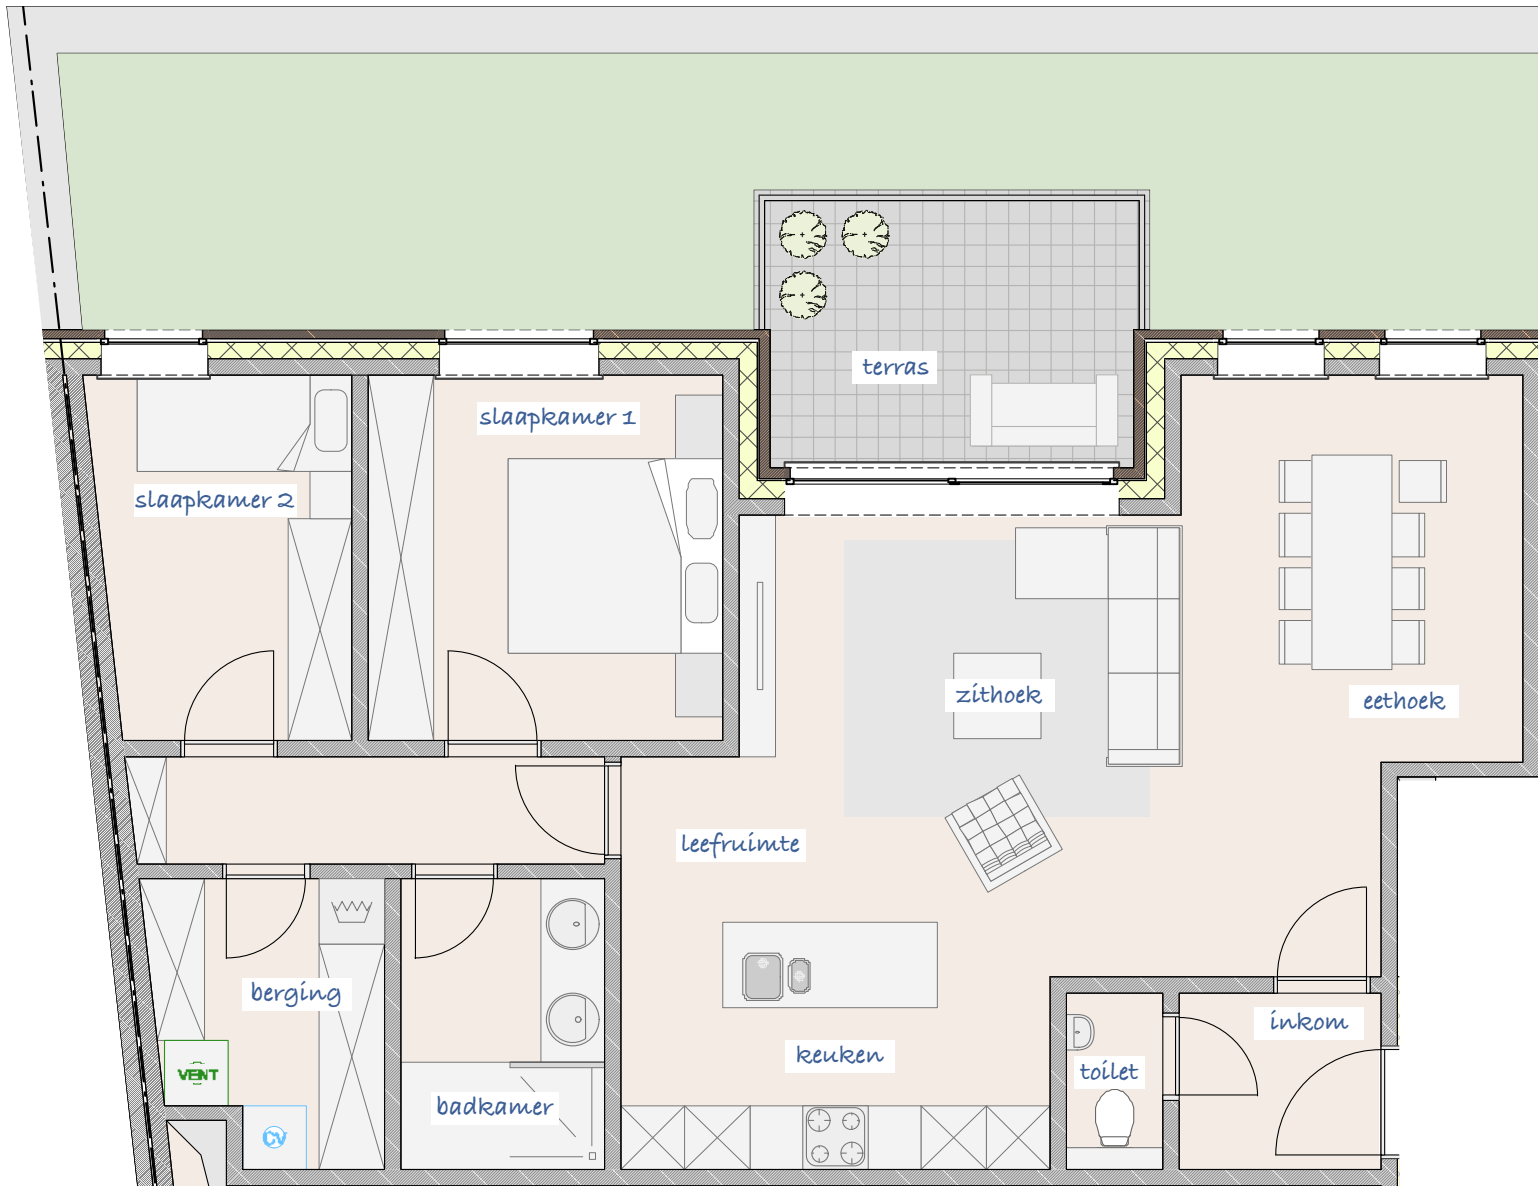 terras
slaapkamer 1
slaapkamer 2
zithoek
eethoek
leefruimte
berging
inkom
keuken
toilet
VENT
badkamer
CV